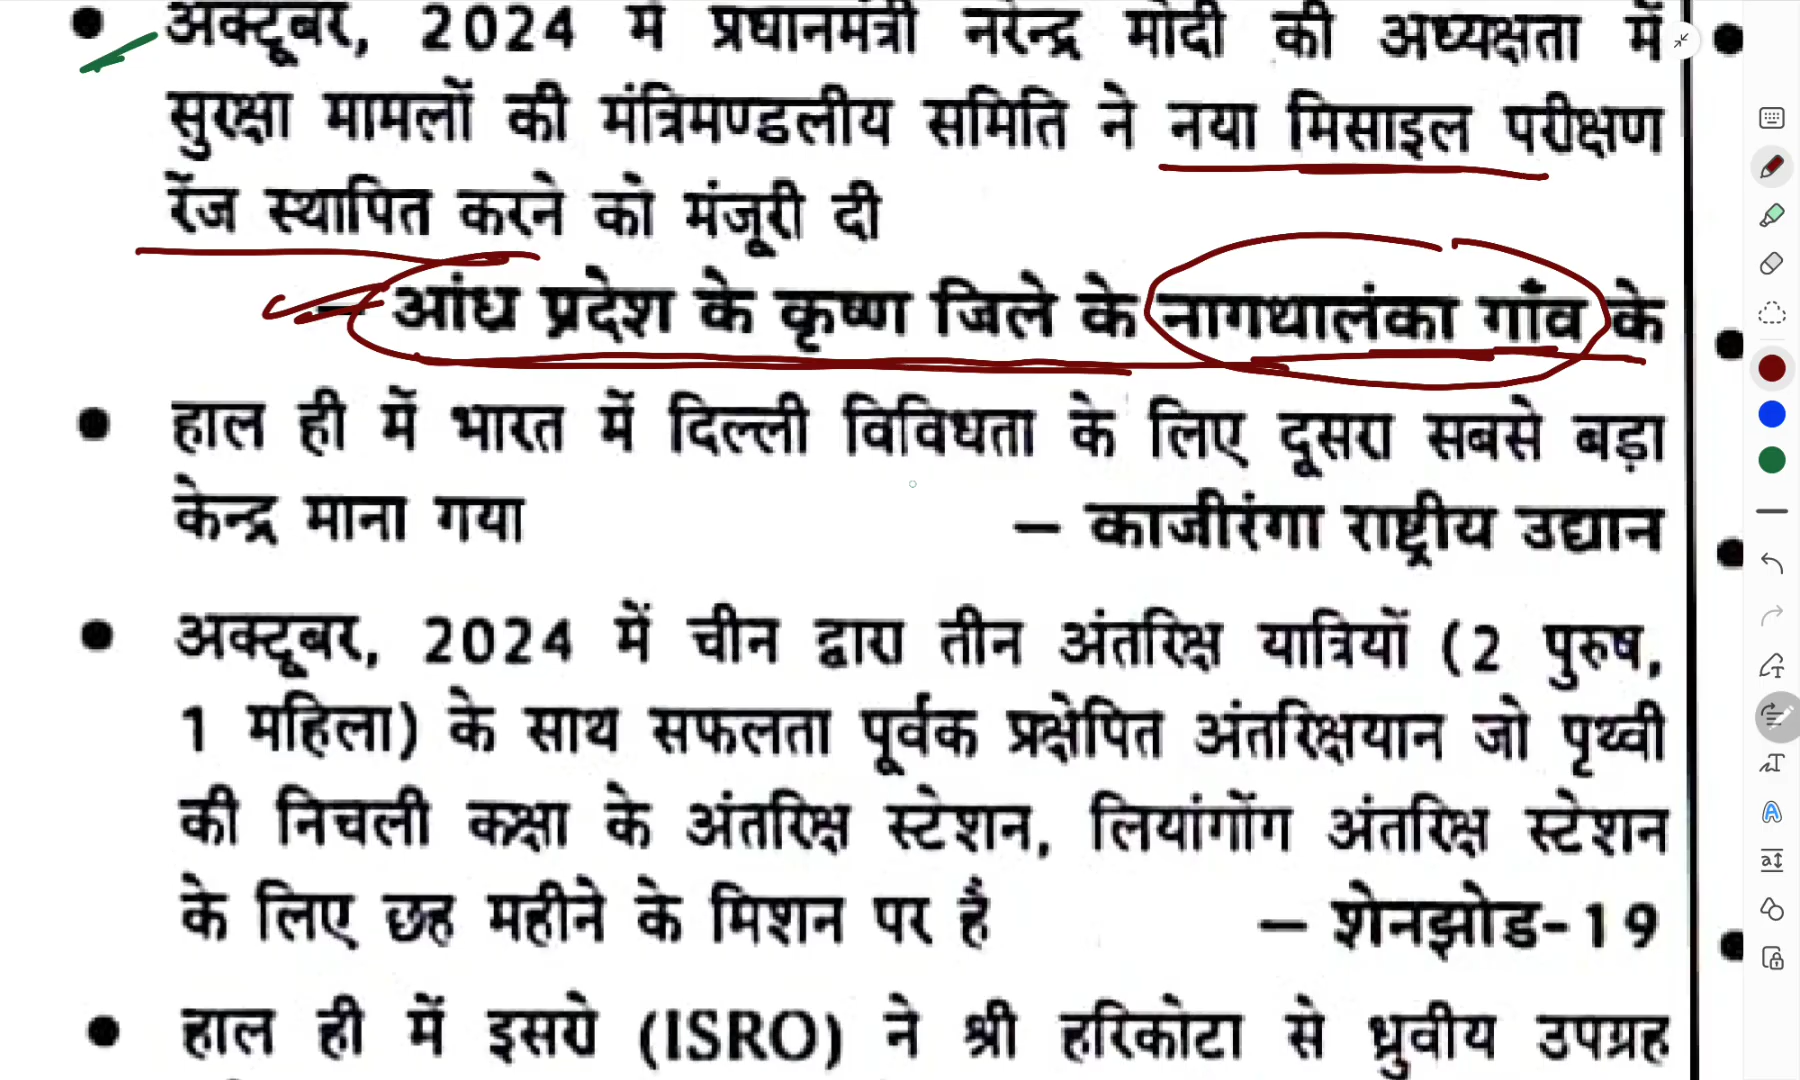 अक्टूबर, 2024 में प्रधानमंत्री नरेन्द्र मोदी की अध्यक्षता में
सुरक्षा मामलों की मंत्रिमण्डलीय समिति ने नया मिसाइल परीक्षण
रेंज स्थापित करने को मंजूरी दी
— आंध्र प्रदेश के कृष्ण जिले के नागथालंका गाँव के
हाल ही में भारत में दिल्ली विविधता के लिए दूसरा सबसे बड़ा
केन्द्र माना गया — काजीरंगा राष्ट्रीय उद्यान
अक्टूबर, 2024 में चीन द्वारा तीन अंतरिक्ष यात्रियों (2 पुरुष,
1 महिला) के साथ सफलता पूर्वक प्रक्षेपित अंतरिक्षयान जो पृथ्वी
की निचली कक्षा के अंतरिक्ष स्टेशन, लियांगोंग अंतरिक्ष स्टेशन
के लिए छह महीने के मिशन पर हैं — शेनझोड-19
हाल ही में इसरो (ISRO) ने श्री हरिकोटा से ध्रुवीय उपग्रह